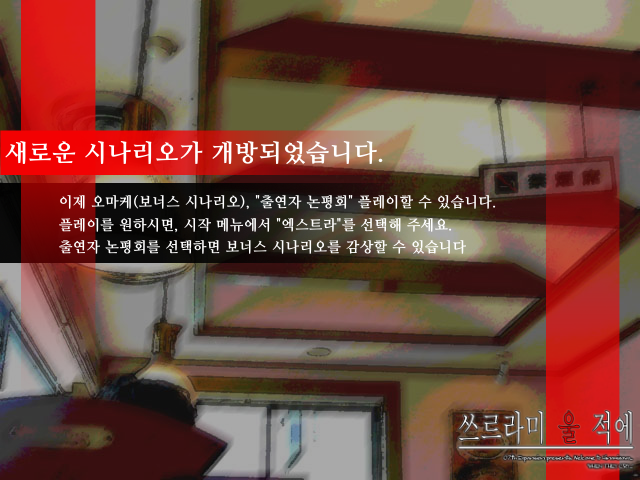 새로운 시나리오가 개방되었습니다.
이제 오마케(보너스 시나리오), "출연자 논평회" 플레이할 수 있습니다.
플레이를 원하시면, 시작 메뉴에서 "엑스트라"를 선택해 주세요.
출연자 논평회를 선택하면 보너스 시나리오를 감상할 수 있습니다
쓰르라미 울 적에